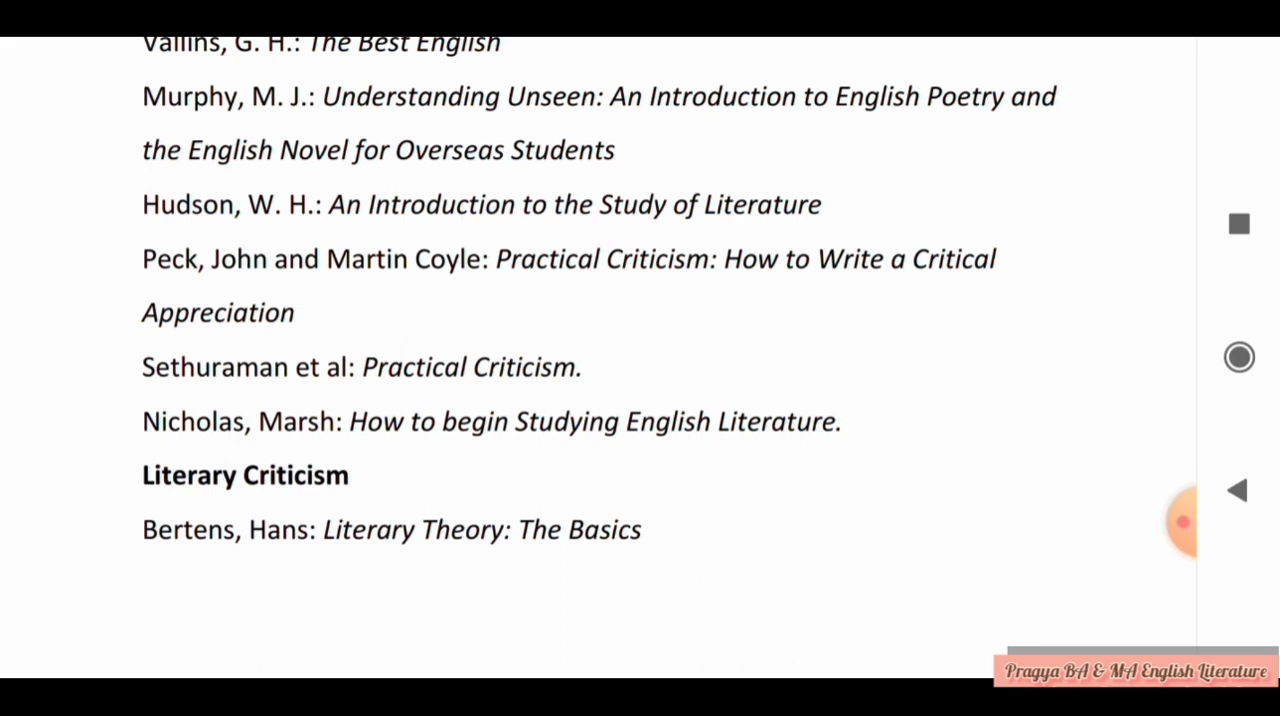 Vallins, G. H.: The Best English
Murphy, M. J.: Understanding Unseen: An Introduction to English Poetry and
the English Novel for Overseas Students
Hudson, W. H.: An Introduction to the Study of Literature
Peck, John and Martin Coyle: Practical Criticism: How to Write a Critical
Appreciation
Sethuraman et al: Practical Criticism.
Nicholas, Marsh: How to begin Studying English Literature.
Literary Criticism
Bertens, Hans: Literary Theory: The Basics
Pragya BA & MA English Literature